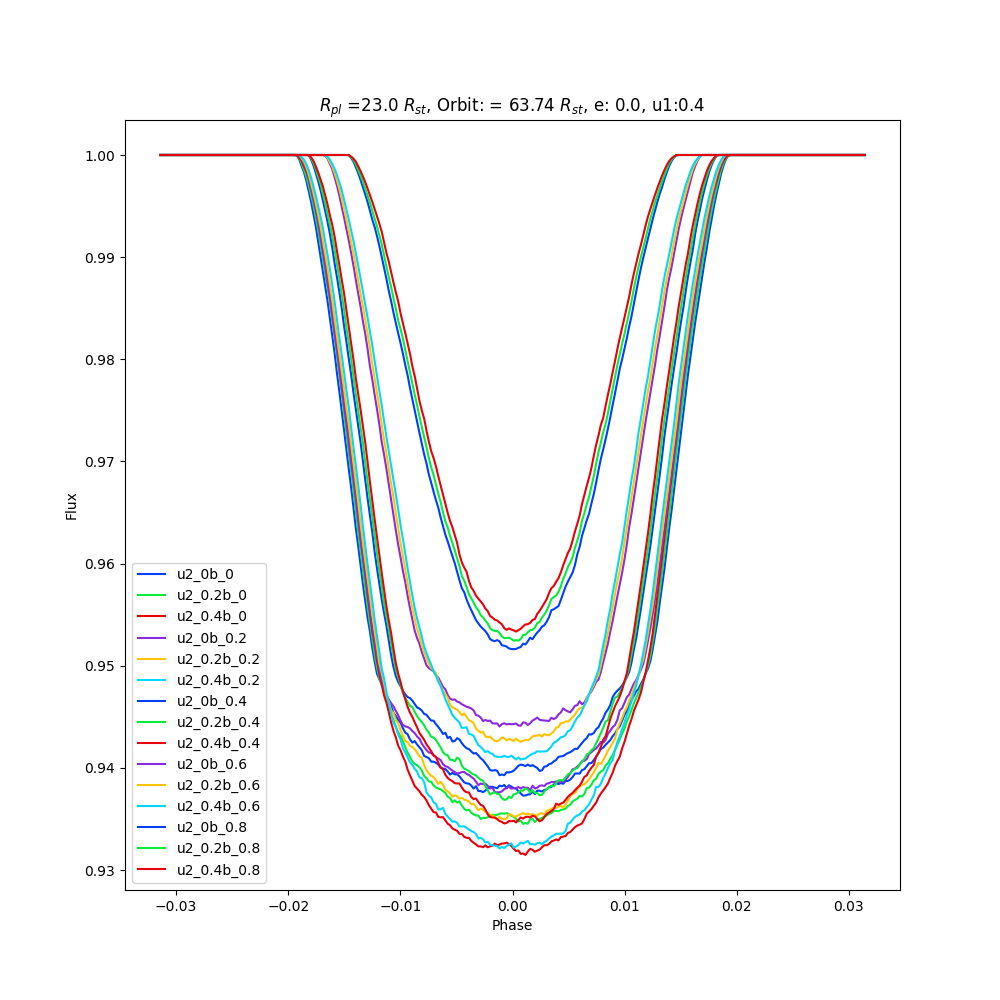 R_pl =23.0 R_st, Orbit: = 63.74 R_st, e: 0.0, u1:0.4
1.00
0.99
0.98
0.97
0.96
0.95
0.94
0.93
Flux
u2_0b_0
u2_0.2b_0
u2_0.4b_0
u2_0b_0.2
u2_0.2b_0.2
u2_0.4b_0.2
u2_0b_0.4
u2_0.2b_0.4
u2_0.4b_0.4
u2_0b_0.6
u2_0.2b_0.6
u2_0.4b_0.6
u2_0b_0.8
u2_0.2b_0.8
u2_0.4b_0.8
−0.03 −0.02 −0.01 0.00 0.01 0.02 0.03
Phase